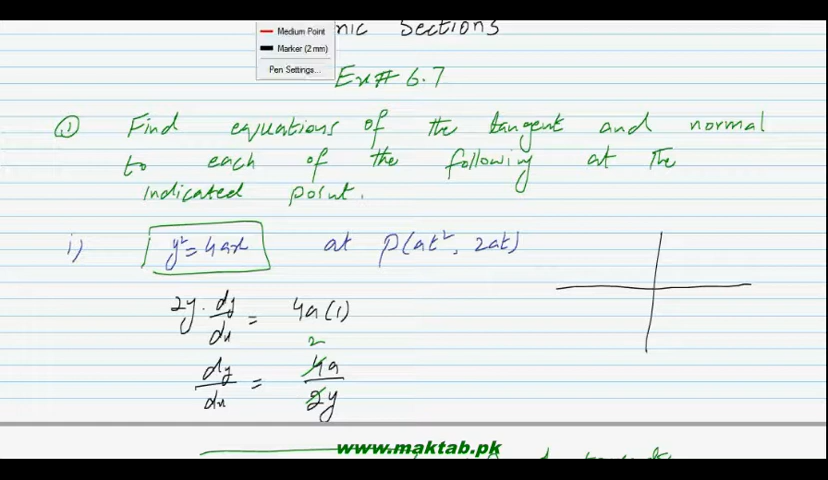 nic Sections
Medium Point
Marker (2 mm)
Pen Settings...
Ex# 6.7
Q1 Find equations of the tangent and normal
to each of the following at the
indicated point.
i) y² = 4ax at P(at², 2at)
2y. dy/dx = 4a(1)
2
dy/dx = 4a/2y
www.maktab.pk